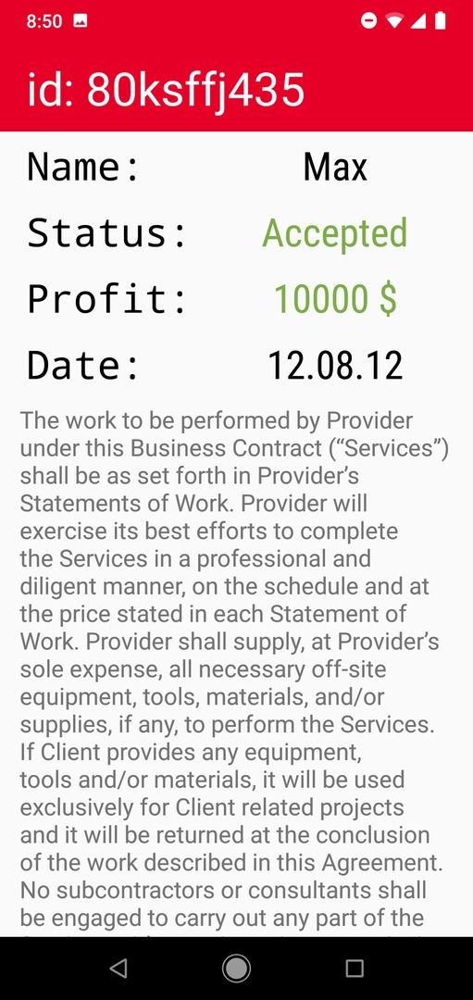 8:50
id: 80ksffj435
Name: Max
Status: Accepted
Profit: 10000 $
Date: 12.08.12
The work to be performed by Provider
under this Business Contract (“Services”)
shall be as set forth in Provider’s
Statements of Work. Provider will
exercise its best efforts to complete
the Services in a professional and
diligent manner, on the schedule and at
the price stated in each Statement of
Work. Provider shall supply, at Provider’s
sole expense, all necessary off-site
equipment, tools, materials, and/or
supplies, if any, to perform the Services.
If Client provides any equipment,
tools and/or materials, it will be used
exclusively for Client related projects
and it will be returned at the conclusion
of the work described in this Agreement.
No subcontractors or consultants shall
be engaged to carry out any part of the